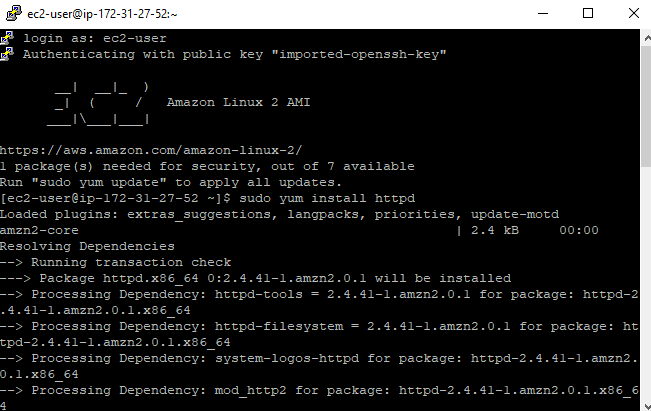 ec2-user@ip-172-31-27-52:~
login as: ec2-user
Authenticating with public key "imported-openssh-key"
__|  __|_  )
_|  (     /   Amazon Linux 2 AMI
___|\___|___|
https://aws.amazon.com/amazon-linux-2/
1 package(s) needed for security, out of 7 available
Run "sudo yum update" to apply all updates.
[ec2-user@ip-172-31-27-52 ~]$ sudo yum install httpd
Loaded plugins: extras_suggestions, langpacks, priorities, update-motd
amzn2-core                                               | 2.4 kB     00:00
Resolving Dependencies
--> Running transaction check
---> Package httpd.x86_64 0:2.4.41-1.amzn2.0.1 will be installed
--> Processing Dependency: httpd-tools = 2.4.41-1.amzn2.0.1 for package: httpd-2
.4.41-1.amzn2.0.1.x86_64
--> Processing Dependency: httpd-filesystem = 2.4.41-1.amzn2.0.1 for package: ht
tpd-2.4.41-1.amzn2.0.1.x86_64
--> Processing Dependency: system-logos-httpd for package: httpd-2.4.41-1.amzn2.
0.1.x86_64
--> Processing Dependency: mod_http2 for package: httpd-2.4.41-1.amzn2.0.1.x86_6
4